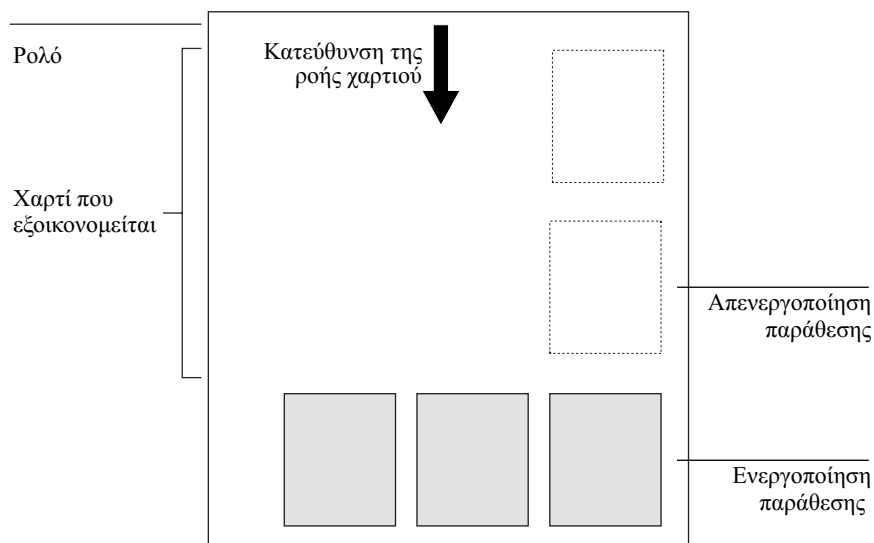 Ρολό
Κατεύθυνση της
ροής χαρτιού
Χαρτί που
εξοικονομείται
Απενεργοποίηση
παράθεσης
Ενεργοποίηση
παράθεσης